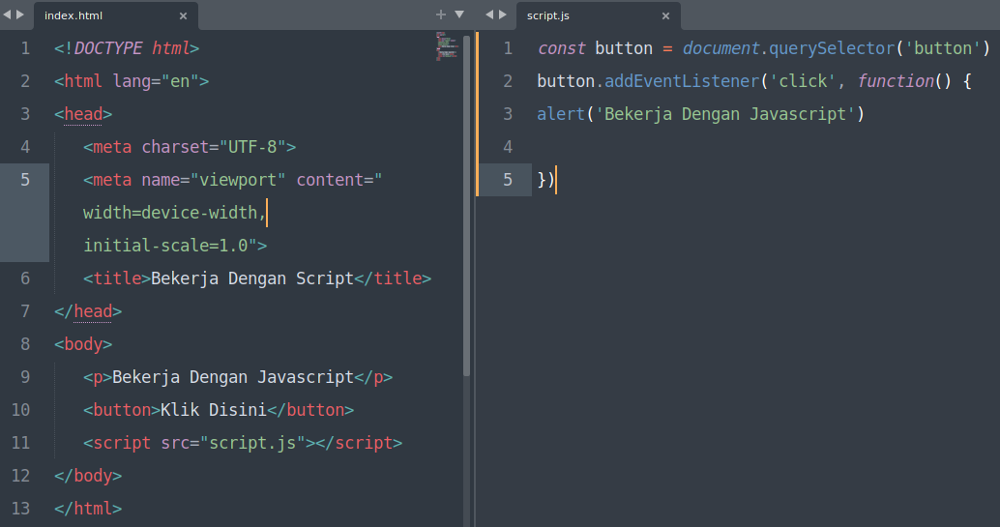 index.html
1 <!DOCTYPE html>
2 <html lang="en">
3 <head>
4 <meta charset="UTF-8">
5 <meta name="viewport" content="
width=device-width,
initial-scale=1.0">
6 <title>Bekerja Dengan Script</title>
7 </head>
8 <body>
9 <p>Bekerja Dengan Javascript</p>
10 <button>Klik Disini</button>
11 <script src="script.js"></script>
12 </body>
13 </html>
script.js
1 const button = document.querySelector('button')
2 button.addEventListener('click', function() {
3 alert('Bekerja Dengan Javascript')
4
5 })